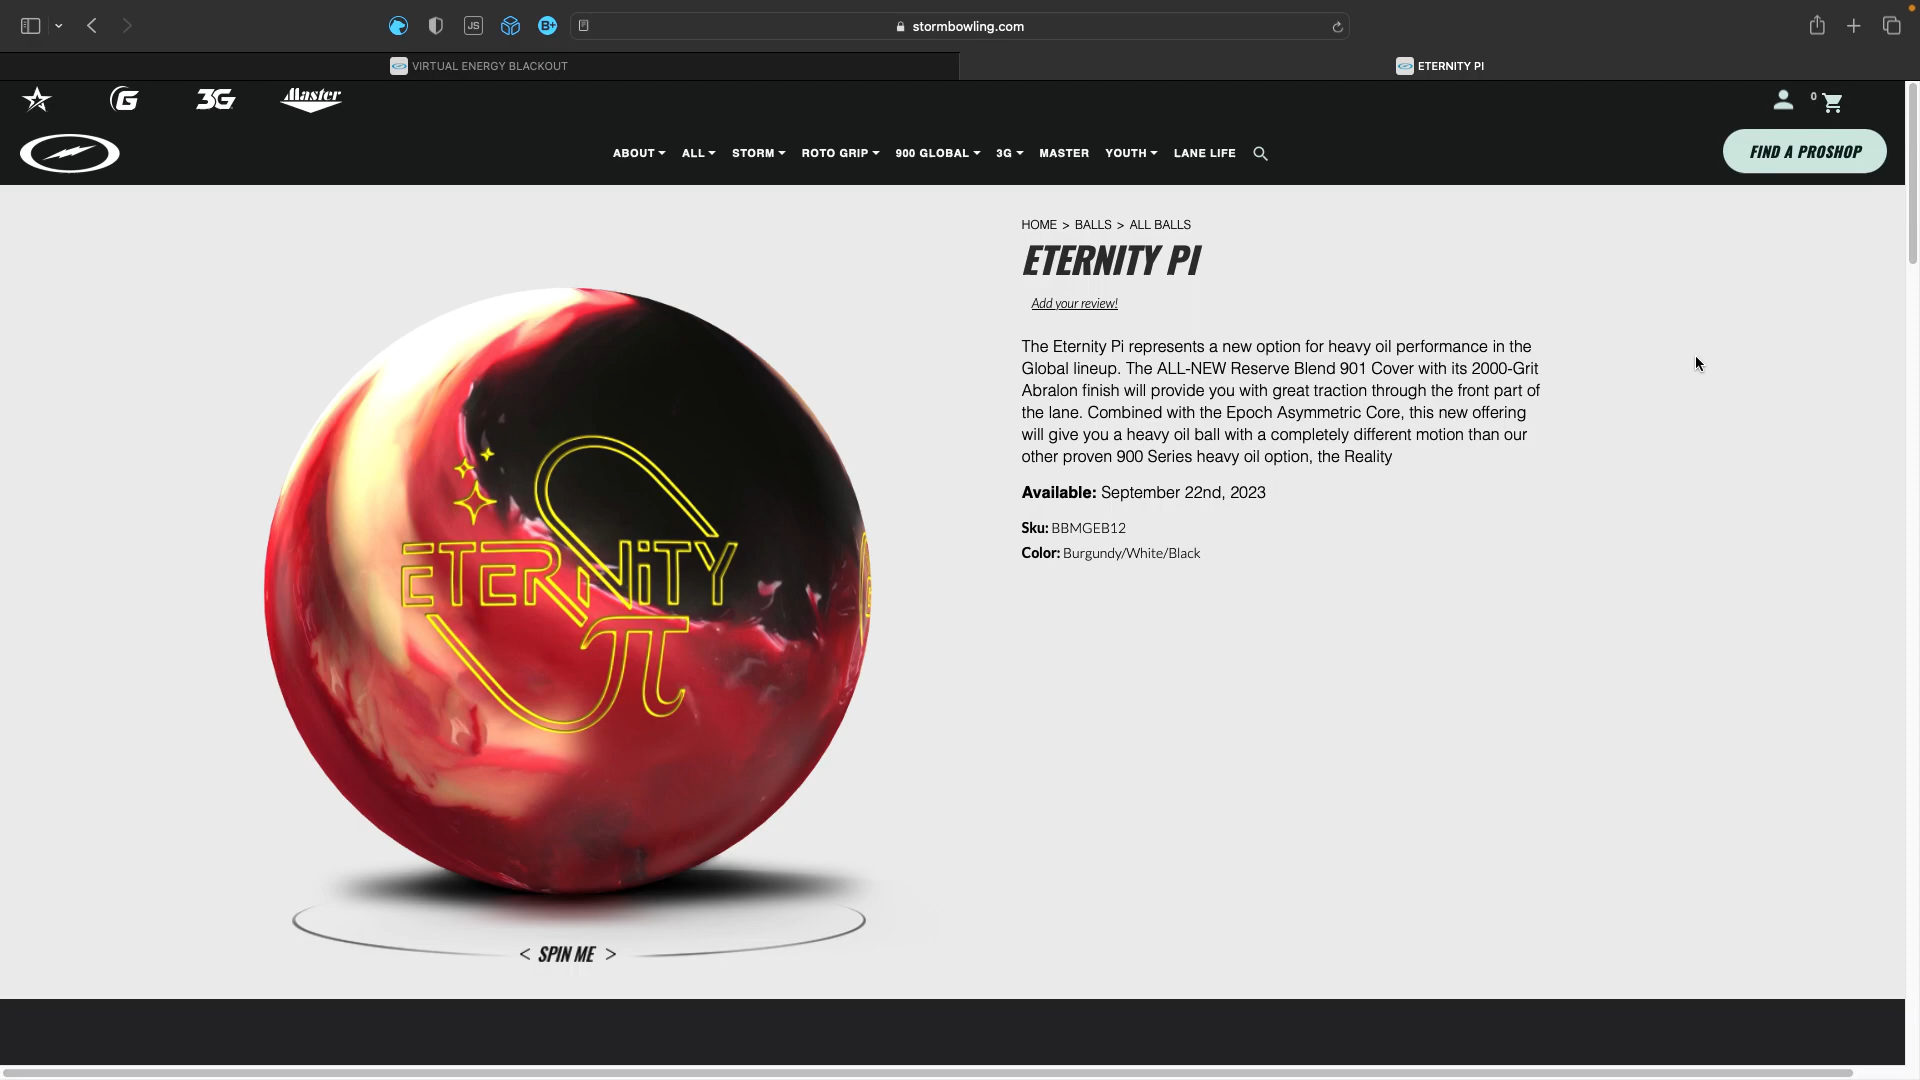 JS
B+
stormbowling.com
VIRTUAL ENERGY BLACKOUT
ETERNITY PI
G
3G
Master
0
ABOUT ALL STORM ROTO GRIP 900 GLOBAL 3G MASTER YOUTH LANE LIFE
FIND A PROSHOP
HOME > BALLS > ALL BALLS
ETERNITY PI
Add your review!
The Eternity Pi represents a new option for heavy oil performance in the
Global lineup. The ALL-NEW Reserve Blend 901 Cover with its 2000-Grit
Abralon finish will provide you with great traction through the front part of
the lane. Combined with the Epoch Asymmetric Core, this new offering
will give you a heavy oil ball with a completely different motion than our
other proven 900 Series heavy oil option, the Reality
Available: September 22nd, 2023
Sku: BBMGEB12
Color: Burgundy/White/Black
ETERNiTY
π
< SPIN ME >